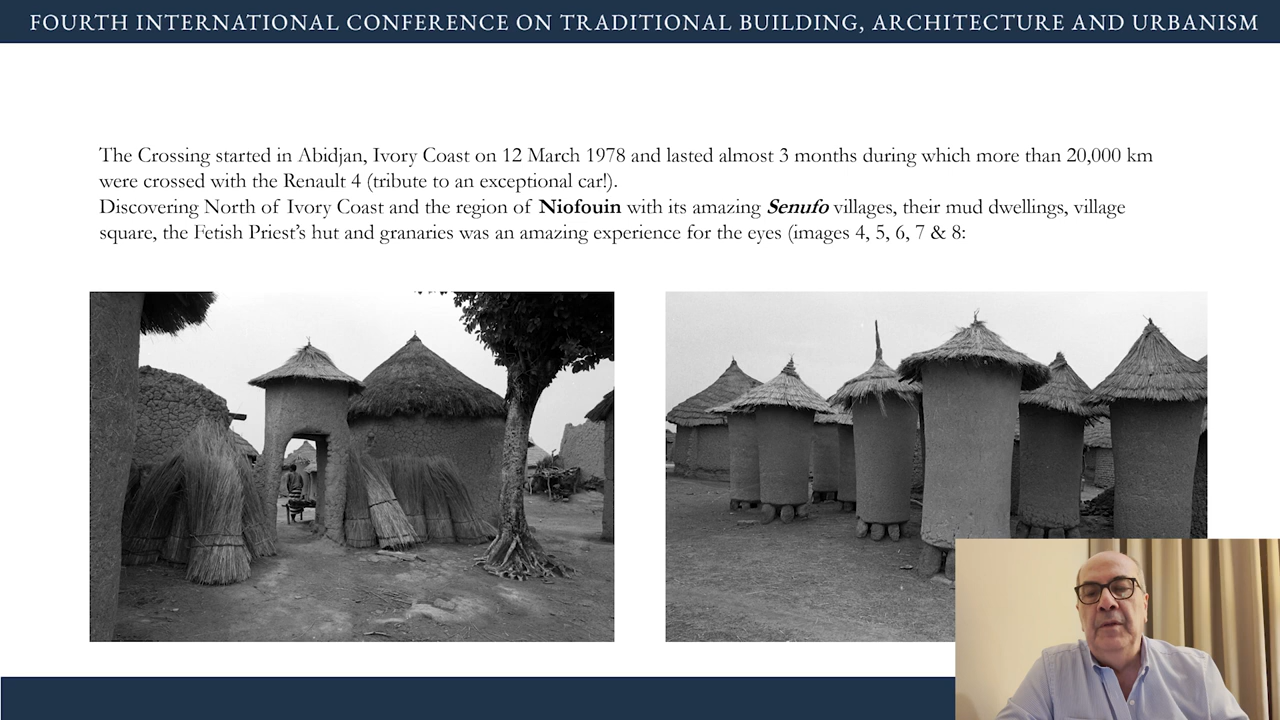 FOURTH INTERNATIONAL CONFERENCE ON TRADITIONAL BUILDING, ARCHITECTURE AND URBANISM
The Crossing started in Abidjan, Ivory Coast on 12 March 1978 and lasted almost 3 months during which more than 20,000 km
were crossed with the Renault 4 (tribute to an exceptional car!).
Discovering North of Ivory Coast and the region of Niofouin with its amazing Senufo villages, their mud dwellings, village
square, the Fetish Priest’s hut and granaries was an amazing experience for the eyes (images 4, 5, 6, 7 & 8: